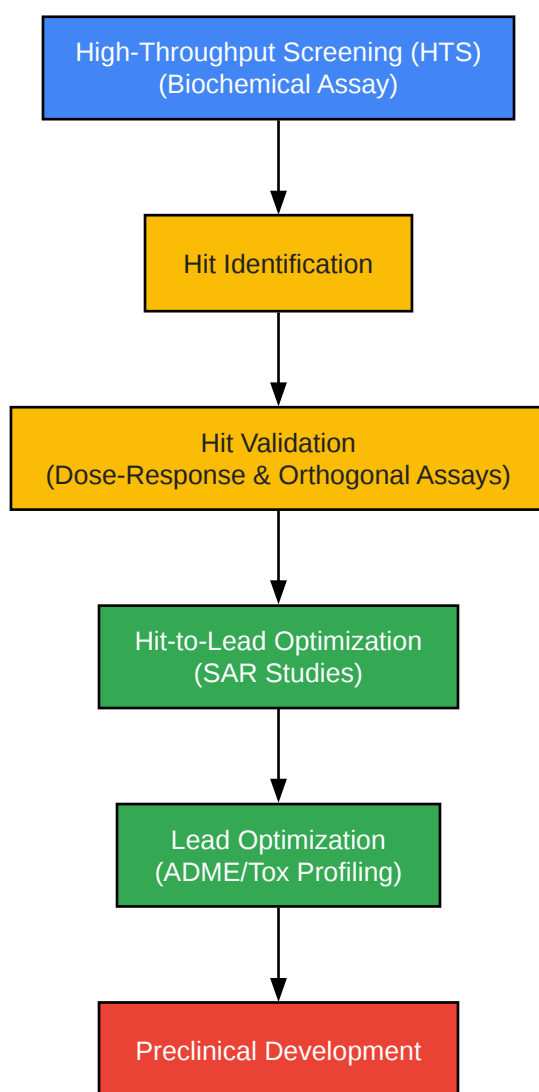 High-Throughput Screening (HTS)
(Biochemical Assay)
Hit Identification
Hit Validation
(Dose-Response & Orthogonal Assays)
Hit-to-Lead Optimization
(SAR Studies)
Lead Optimization
(ADME/Tox Profiling)
Preclinical Development